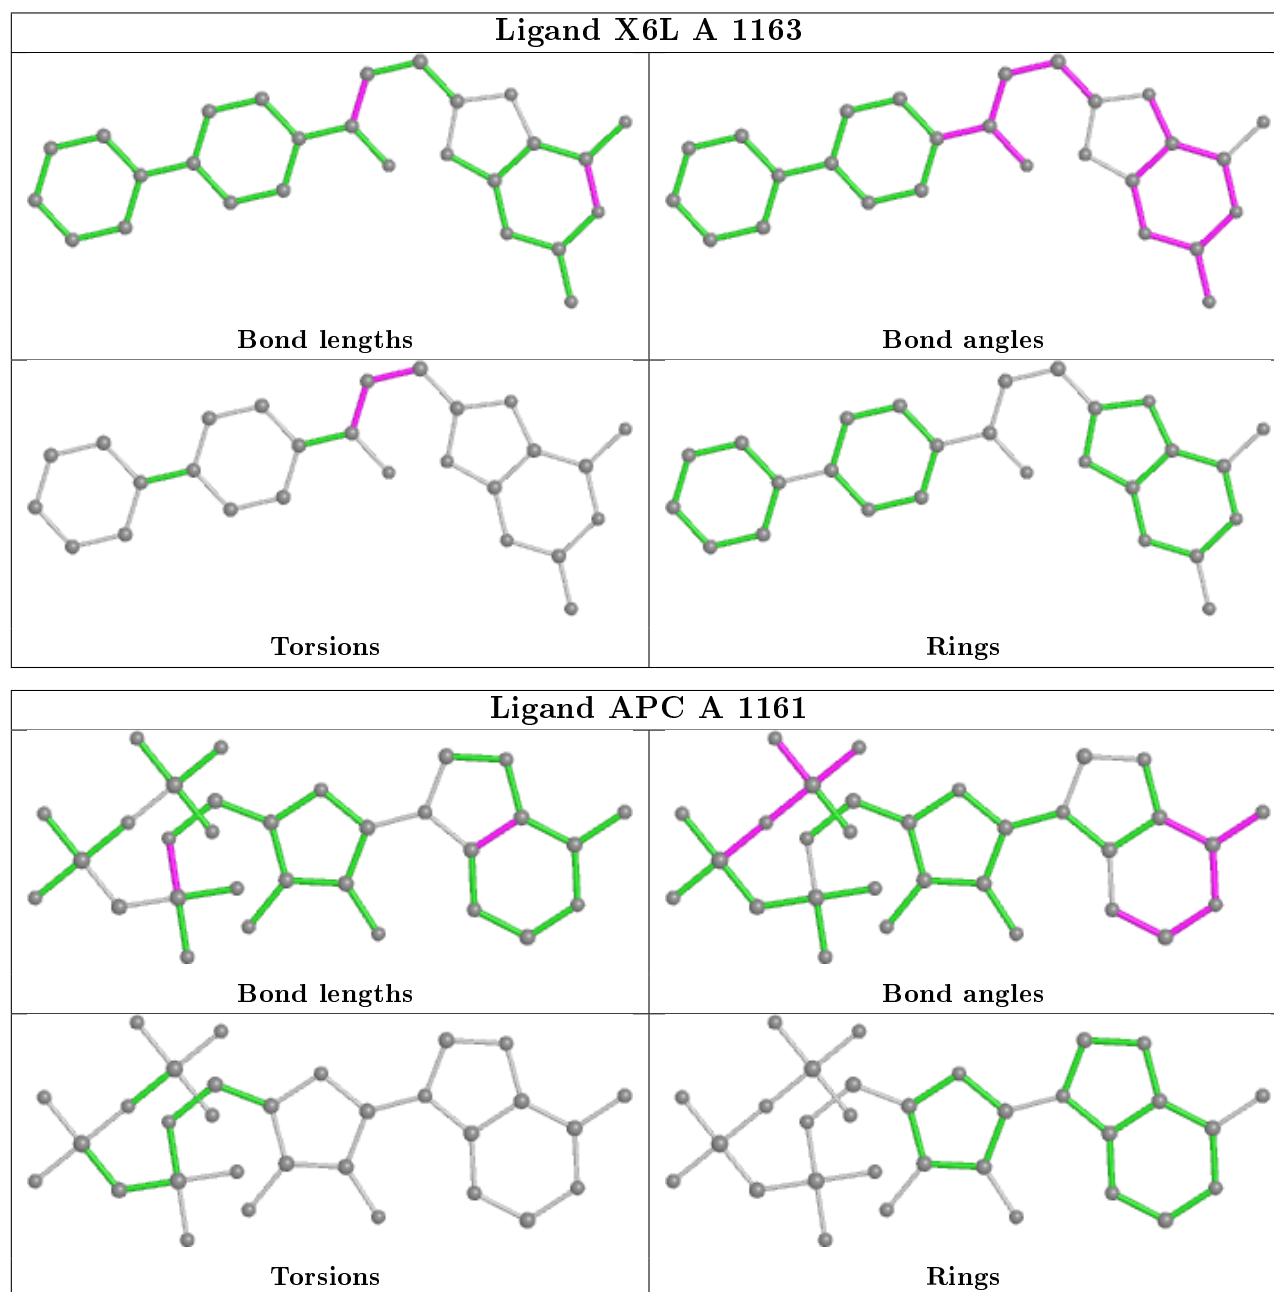 Ligand X6L A 1163
Bond lengths
Bond angles
Torsions
Rings
Ligand APC A 1161
Bond lengths
Bond angles
Torsions
Rings